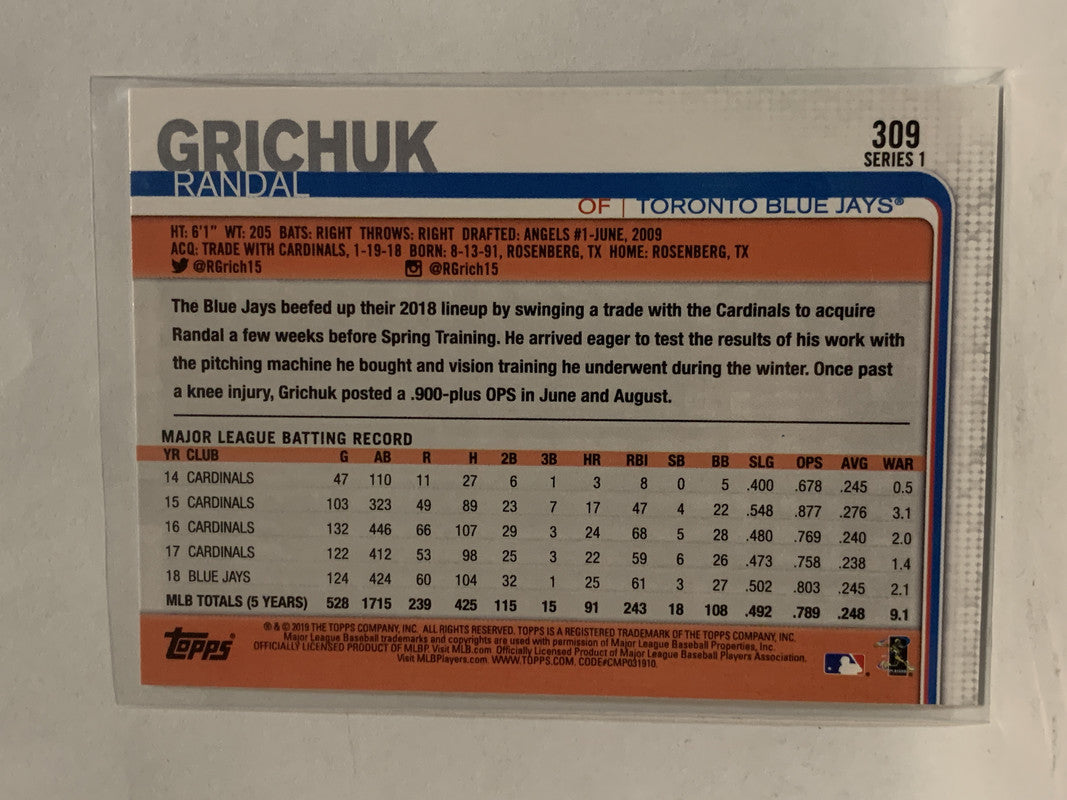 GRICHUK
RANDAL
309
SERIES 1
OF | TORONTO BLUE JAYS®
HT: 6'1" WT: 205 BATS: RIGHT THROWS: RIGHT DRAFTED: ANGELS #1-JUNE, 2009
ACQ: TRADE WITH CARDINALS, 1-19-18 BORN: 8-13-91, ROSENBERG, TX HOME: ROSENBERG, TX
@RGrich15 @RGrich15
The Blue Jays beefed up their 2018 lineup by swinging a trade with the Cardinals to acquire
Randal a few weeks before Spring Training. He arrived eager to test the results of his work with
the pitching machine he bought and vision training he underwent during the winter. Once past
a knee injury, Grichuk posted a .900-plus OPS in June and August.
MAJOR LEAGUE BATTING RECORD
YR CLUB G AB R H 2B 3B HR RBI SB BB SLG OPS AVG WAR
14 CARDINALS 47 110 11 27 6 1 3 8 0 5 .400 .678 .245 0.5
15 CARDINALS 103 323 49 89 23 7 17 47 4 22 .548 .877 .276 3.1
16 CARDINALS 132 446 66 107 29 3 24 68 5 28 .480 .769 .240 2.0
17 CARDINALS 122 412 53 98 25 3 22 59 6 26 .473 .758 .238 1.4
18 BLUE JAYS 124 424 60 104 32 1 25 61 3 27 .502 .803 .245 2.1
MLB TOTALS (5 YEARS) 528 1715 239 425 115 15 91 243 18 108 .492 .789 .248 9.1
Topps®
® & © 2019 THE TOPPS COMPANY, INC. ALL RIGHTS RESERVED. TOPPS IS A REGISTERED TRADEMARK OF THE TOPPS COMPANY, INC.
Major League Baseball trademarks and copyrights are used with permission of Major League Baseball Properties, Inc.
OFFICIALLY LICENSED PRODUCT OF MLBP. Visit MLB.com. Officially Licensed Product of Major League Baseball Players Association.
Visit MLBPlayers.com. WWW.TOPPS.COM. CODE#CMP031910.